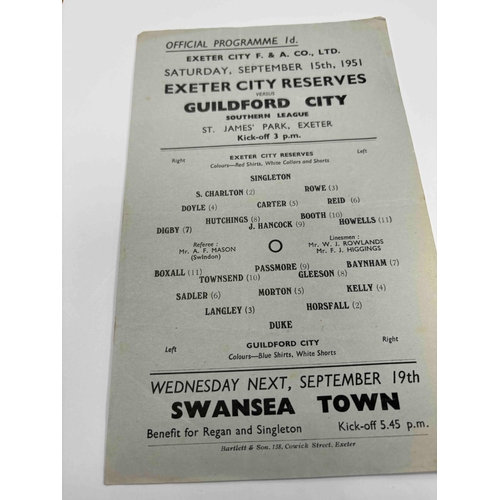 OFFICIAL PROGRAMME 1d.
EXETER CITY F. & A. CO., LTD.
SATURDAY, SEPTEMBER 15th, 1951
EXETER CITY RESERVES
VERSUS
GUILDFORD CITY
SOUTHERN LEAGUE
ST. JAMES' PARK, EXETER
Kick-off 3 p.m.
Right EXETER CITY RESERVES Left
Colours—Red Shirts, White Collars and Shorts
SINGLETON
S. CHARLTON (2) ROWE (3)
DOYLE (4) CARTER (5) REID (6)
HUTCHINGS (8) BOOTH (10)
DIGBY (7) J. HANCOCK (9) HOWELLS (11)
Referee : Linesmen :
Mr. A. F. MASON Mr. W. J. ROWLANDS
(Swindon) Mr. F. J. HIGGINGS
BOXALL (11) PASSMORE (9) BAYNHAM (7)
TOWNSEND (10) GLEESON (8)
SADLER (6) MORTON (5) KELLY (4)
LANGLEY (3) HORSFALL (2)
DUKE
Left GUILDFORD CITY Right
Colours—Blue Shirts, White Shorts
WEDNESDAY NEXT, SEPTEMBER 19th
SWANSEA TOWN
Benefit for Regan and Singleton Kick-off 5.45 p.m.
Bartlett & Son, 158, Cowick Street, Exeter